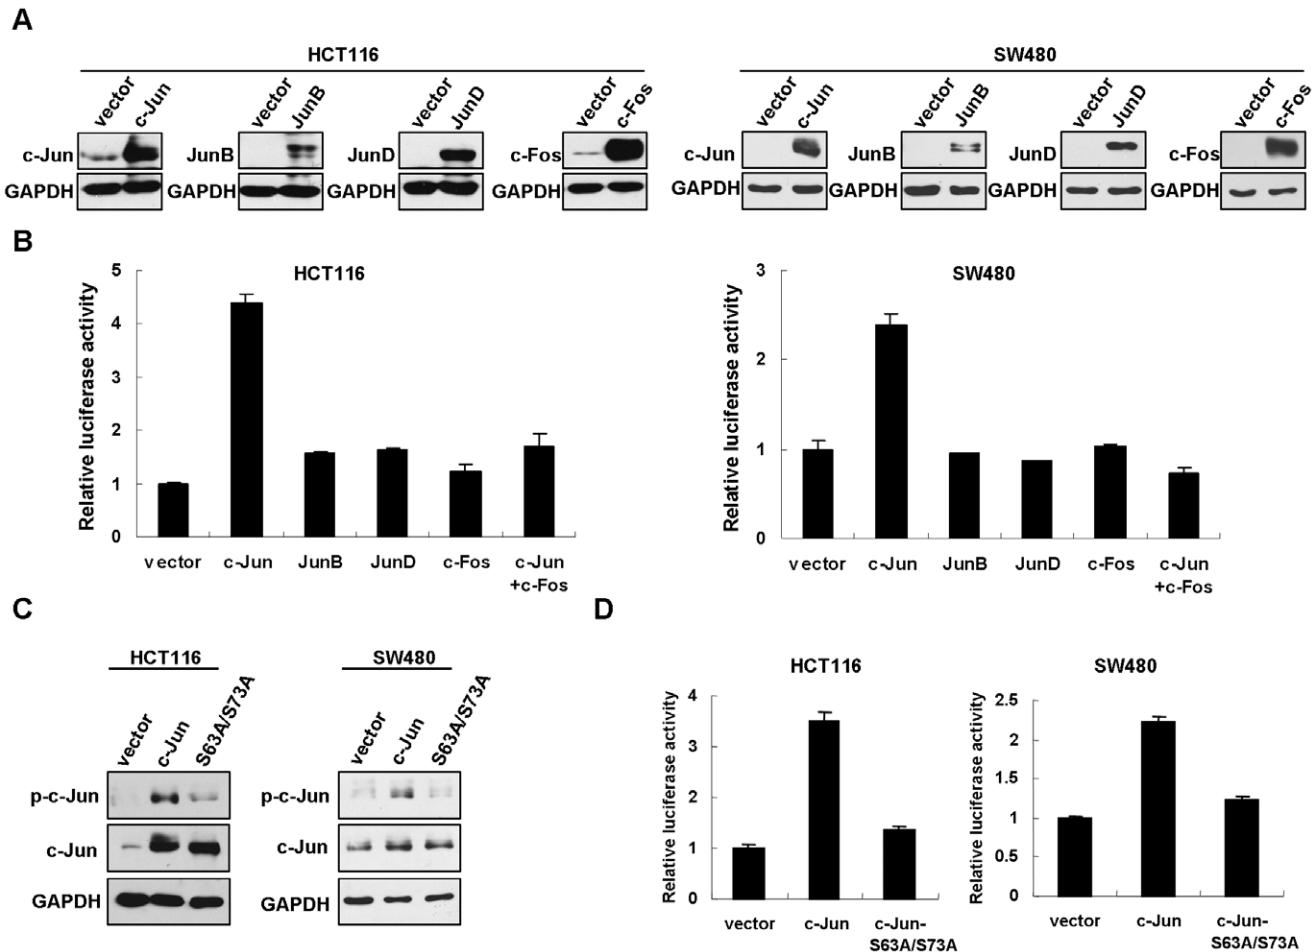 A
HCT116
SW480
vector c-Jun vector JunB vector JunD vector c-Fos
vector c-Jun vector JunB vector JunD vector c-Fos
c-Jun JunB JunD c-Fos
c-Jun JunB JunD c-Fos
GAPDH GAPDH GAPDH GAPDH
GAPDH GAPDH GAPDH GAPDH
B
HCT116
Relative luciferase activity
5
4
3
2
1
0
vector c-Jun JunB JunD c-Fos c-Jun
+c-Fos
SW480
Relative luciferase activity
3
2
1
0
vector c-Jun JunB JunD c-Fos c-Jun
+c-Fos
C
HCT116
vector c-Jun S63A/S73A
p-c-Jun
c-Jun
GAPDH
SW480
vector c-Jun S63A/S73A
p-c-Jun
c-Jun
GAPDH
D
HCT116
Relative luciferase activity
4
3
2
1
0
vector c-Jun c-Jun-
S63A/S73A
SW480
Relative luciferase activity
2.5
2
1.5
1
0.5
0
vector c-Jun c-Jun-
S63A/S73A